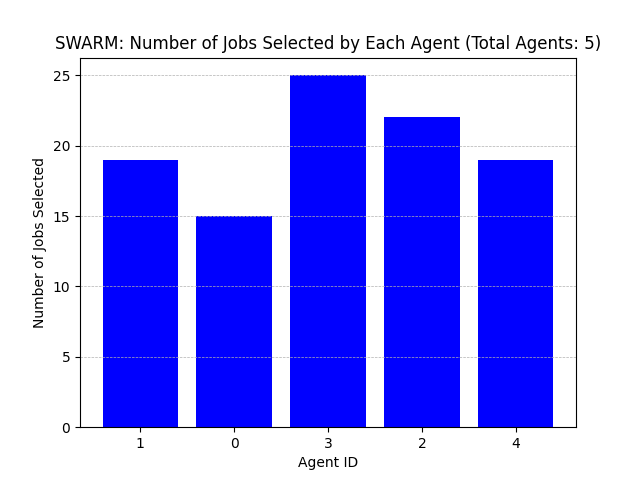 SWARM: Number of Jobs Selected by Each Agent (Total Agents: 5)
25
20
15
10
5
0
Number of Jobs Selected
1 0 3 2 4
Agent ID